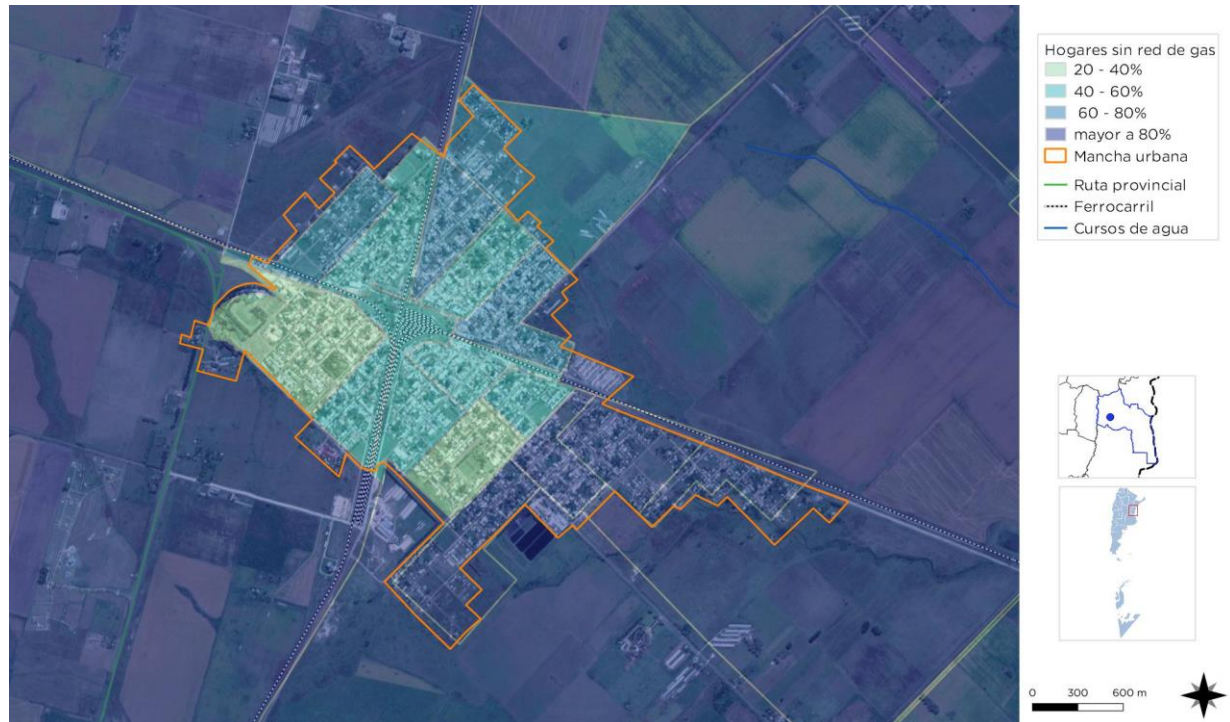 Hogares sin red de gas
20 - 40%
40 - 60%
60 - 80%
mayor a 80%
Mancha urbana
Ruta provincial
Ferrocarril
Cursos de agua
0 300 600 m